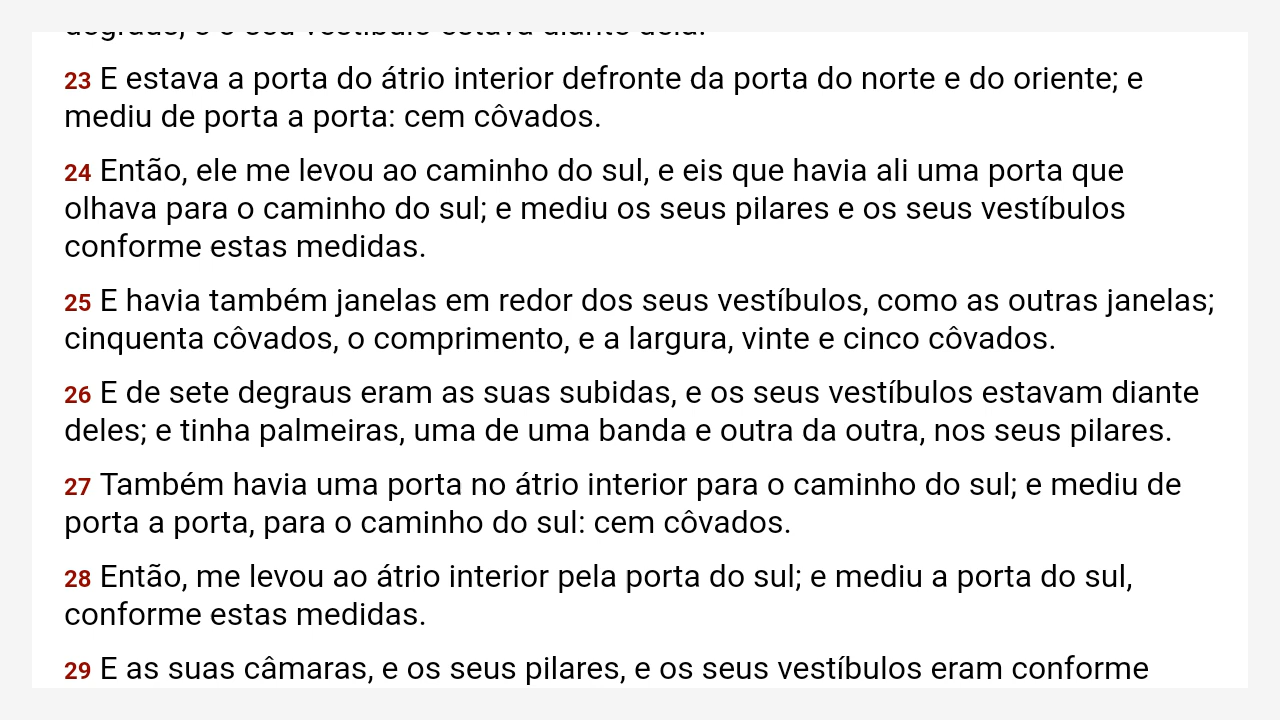 degraus, e o seu vestíbulo estava diante dela.
23 E estava a porta do átrio interior defronte da porta do norte e do oriente; e
mediu de porta a porta: cem côvados.
24 Então, ele me levou ao caminho do sul, e eis que havia ali uma porta que
olhava para o caminho do sul; e mediu os seus pilares e os seus vestíbulos
conforme estas medidas.
25 E havia também janelas em redor dos seus vestíbulos, como as outras janelas;
cinquenta côvados, o comprimento, e a largura, vinte e cinco côvados.
26 E de sete degraus eram as suas subidas, e os seus vestíbulos estavam diante
deles; e tinha palmeiras, uma de uma banda e outra da outra, nos seus pilares.
27 Também havia uma porta no átrio interior para o caminho do sul; e mediu de
porta a porta, para o caminho do sul: cem côvados.
28 Então, me levou ao átrio interior pela porta do sul; e mediu a porta do sul,
conforme estas medidas.
29 E as suas câmaras, e os seus pilares, e os seus vestíbulos eram conforme